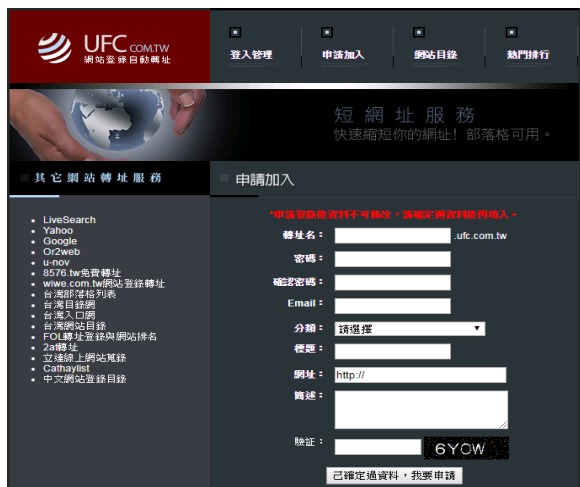 UFC.COM.TW
網站登錄自動轉址
登入管理
申請加入
網站目錄
熱門排行
短網址服務
快速縮短你的網址! 部落格可用。
其它網站轉址服務
申請加入
LiveSearch
Yahoo
Google
Or2web
u-nov
8576.tw免費轉址
wiwe.com.tw網站登錄轉址
台灣部落格列表
台灣目錄網
台灣入口網
台灣網站目錄
FOL轉址登錄與網站排名
2at轉址
立達線上網站蒐錄
Cathaylist
中文網站登錄目錄
*申請登錄後資料不可修改，請確定過資料後再填入。
轉址名：
.ufc.com.tw
密碼：
確認密碼：
Email：
分類：
請選擇
標題：
網址：
http://
簡述：
驗証：
6YOW
己確定過資料，我要申請